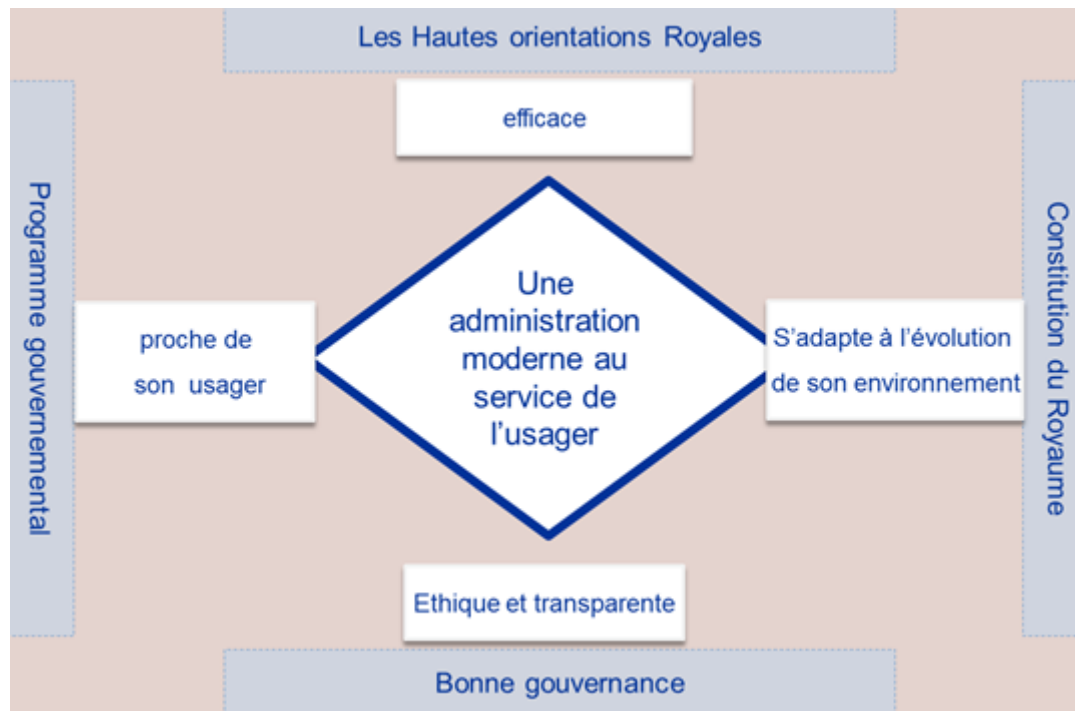 Les Hautes orientations Royales
efficace
Programme gouvernemental
proche de
son usager
Une
administration
moderne au
service de
l'usager
S'adapte à l'évolution
de son environnement
Constitution du Royaume
Ethique et transparente
Bonne gouvernance